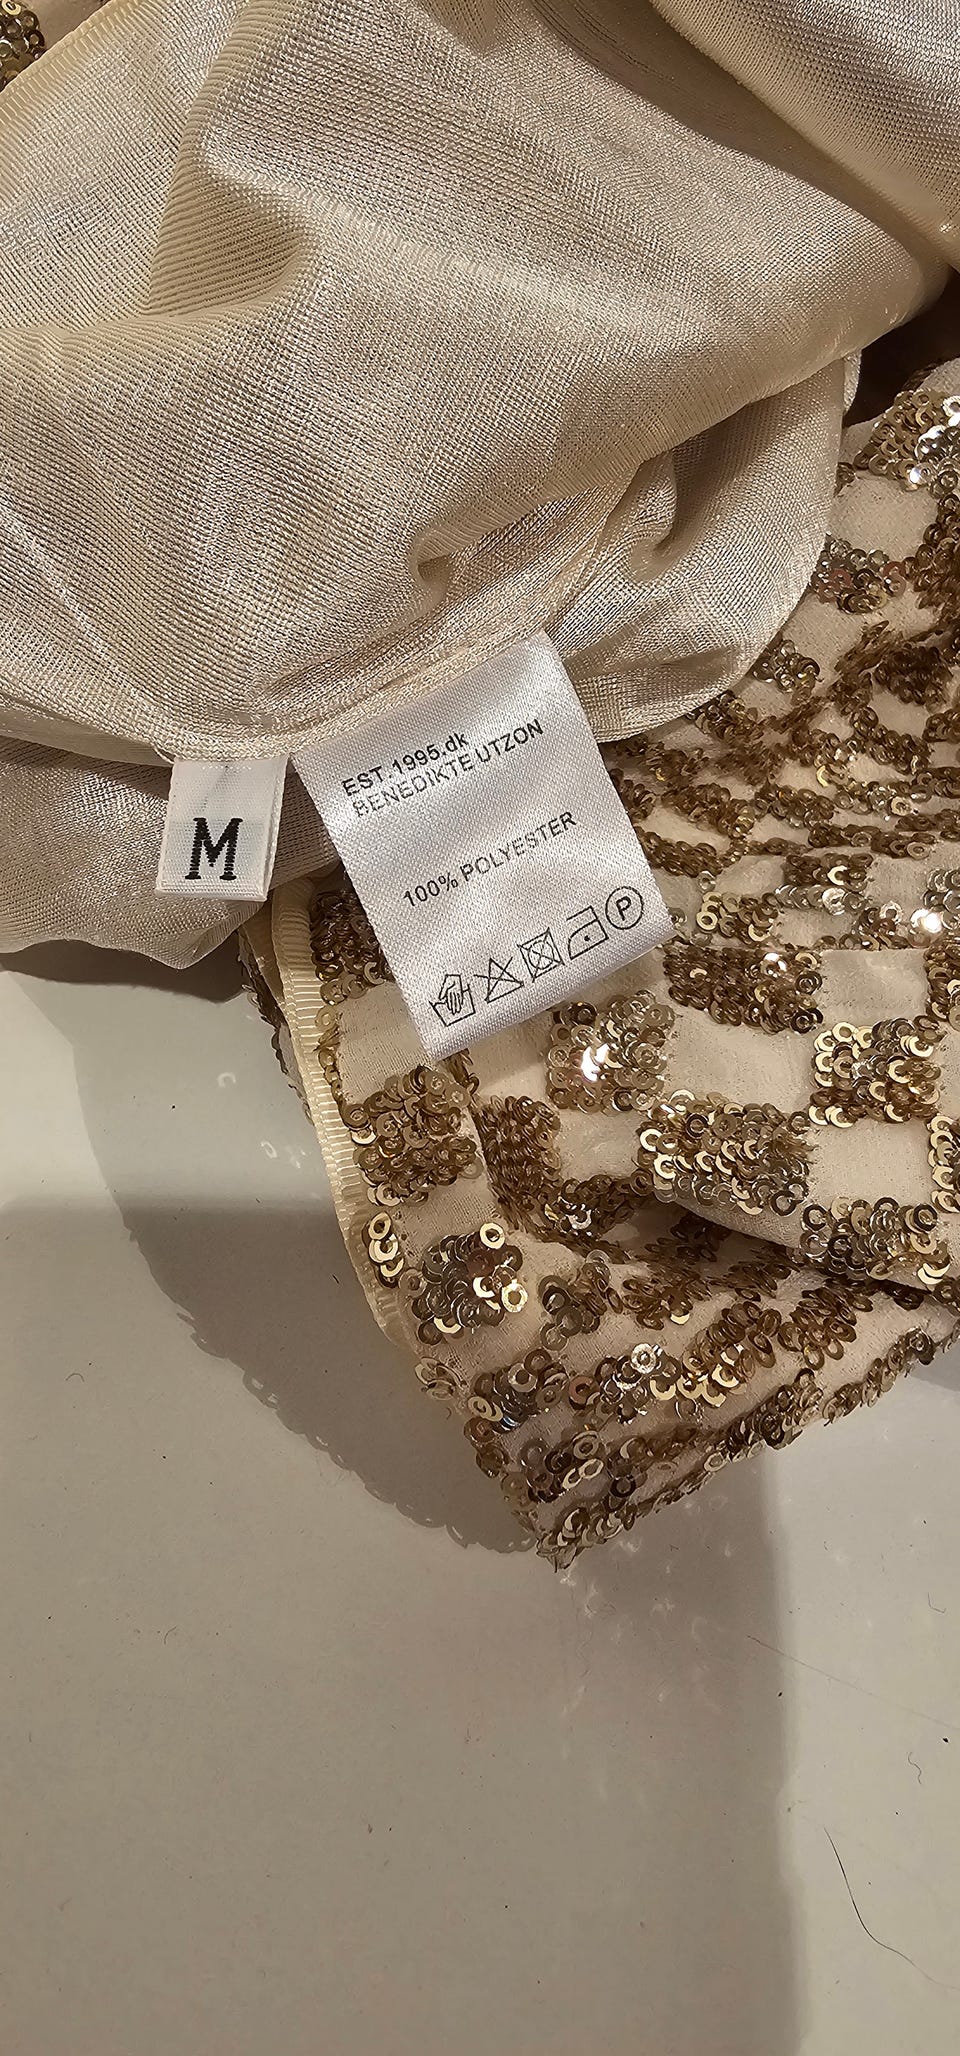 M
EST.1995.dk
BENEDIKTE UTZON
100% POLYESTER
P